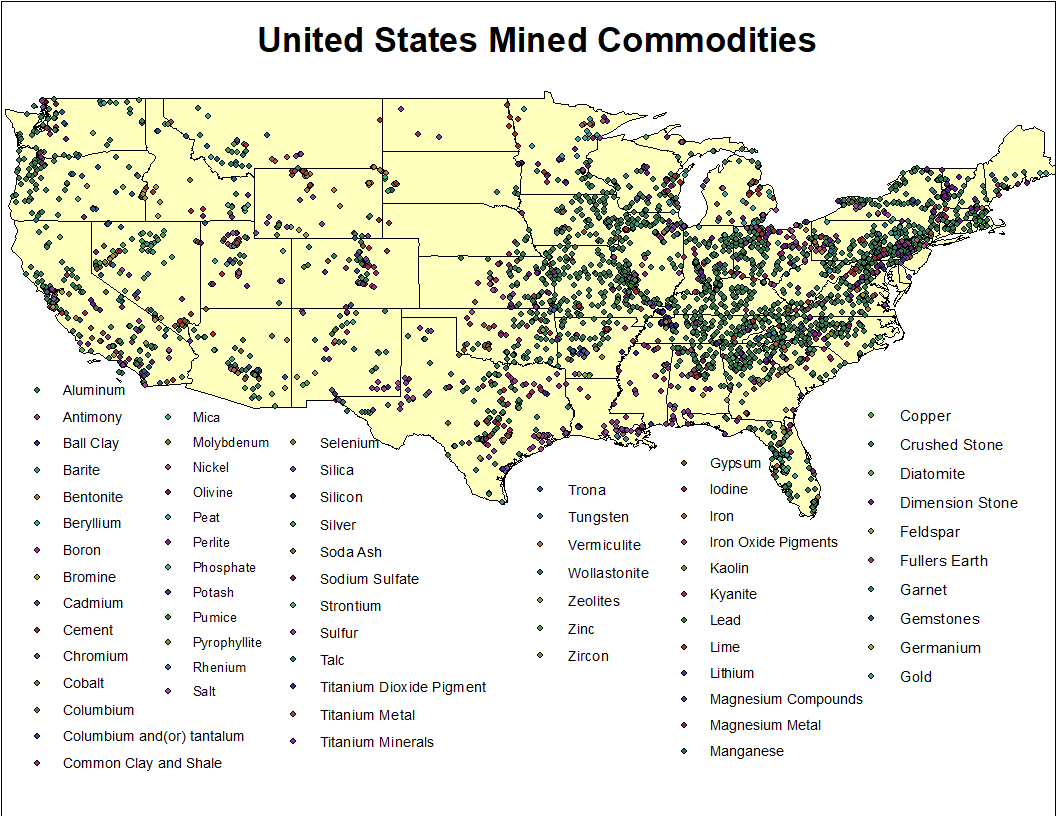 United States Mined Commodities
Aluminum
Antimony
Ball Clay
Barite
Bentonite
Beryllium
Boron
Bromine
Cadmium
Cement
Chromium
Cobalt
Columbium
Columbium and(or) tantalum
Common Clay and Shale
Mica
Molybdenum
Nickel
Olivine
Peat
Perlite
Phosphate
Potash
Pumice
Pyrophyllite
Rhenium
Salt
Selenium
Silica
Silicon
Silver
Soda Ash
Sodium Sulfate
Strontium
Sulfur
Talc
Titanium Dioxide Pigment
Titanium Metal
Titanium Minerals
Trona
Tungsten
Vermiculite
Wollastonite
Zeolites
Zinc
Zircon
Gypsum
Iodine
Iron
Iron Oxide Pigments
Kaolin
Kyanite
Lead
Lime
Lithium
Magnesium Compounds
Magnesium Metal
Manganese
Copper
Crushed Stone
Diatomite
Dimension Stone
Feldspar
Fullers Earth
Garnet
Gemstones
Germanium
Gold